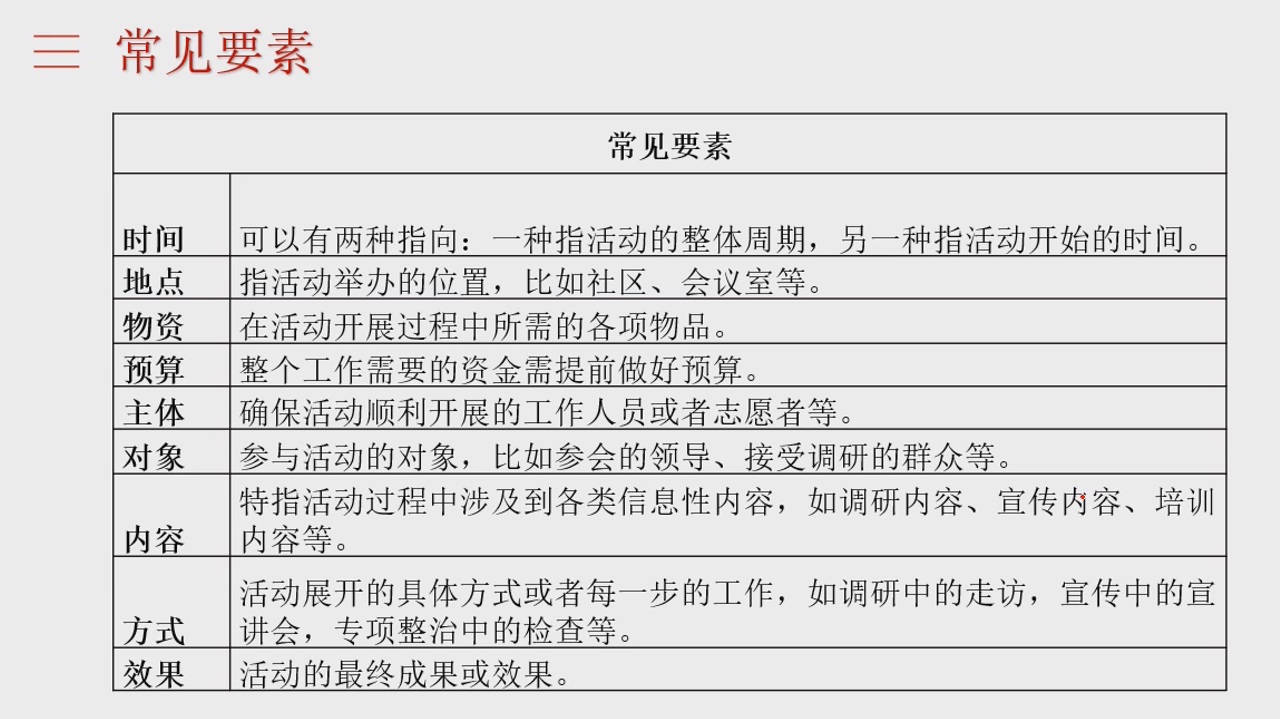 常见要素
常见要素
时间 可以有两种指向：一种指活动的整体周期，另一种指活动开始的时间。
地点 指活动举办的位置，比如社区、会议室等。
物资 在活动开展过程中所需的各项物品。
预算 整个工作需要的资金需提前做好预算。
主体 确保活动顺利开展的工作人员或者志愿者等。
对象 参与活动的对象，比如参会的领导、接受调研的群众等。
特指活动过程中涉及到各类信息性内容，如调研内容、宣传内容、培训
内容 内容等。
活动展开的具体方式或者每一步的工作，如调研中的走访，宣传中的宣
方式 讲会，专项整治中的检查等。
效果 活动的最终成果或效果。